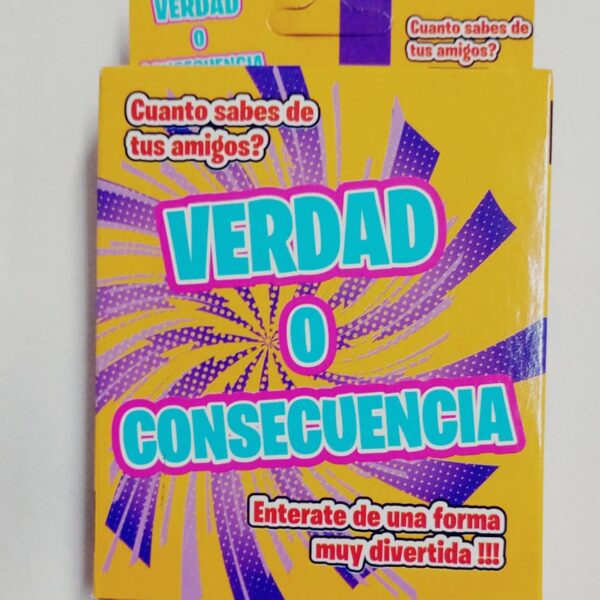 VERDAD
O
CONSECUENCIA
Cuanto sabes de
tus amigos?
Cuanto sabes de
tus amigos?
VERDAD
O
CONSECUENCIA
Enterate de una forma
muy divertida !!!